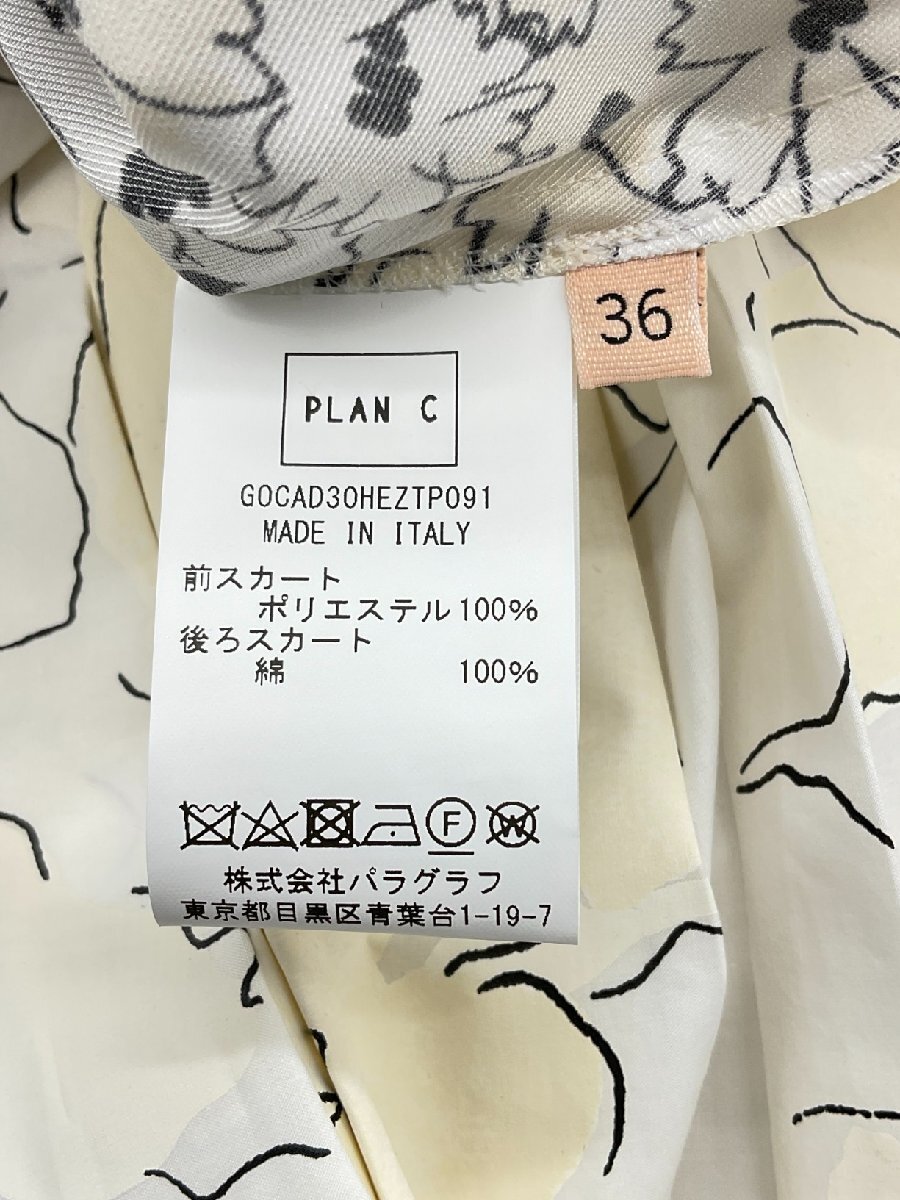 36
PLAN C
GOCAD30HEZTP091
MADE IN ITALY
前スカート
ポリエステル100%
後ろスカート
綿 100%
F W
株式会社パラグラフ
東京都目黒区青葉台1-19-7